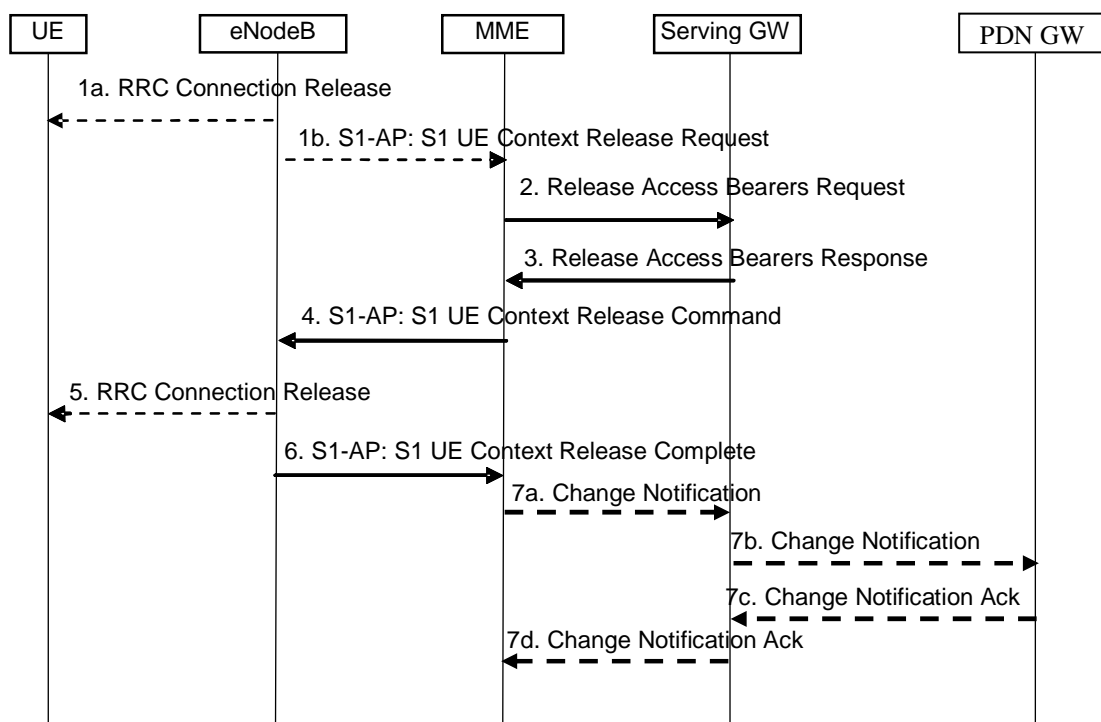 UE
eNodeB
MME
Serving GW
PDN GW
1a. RRC Connection Release
1b. S1-AP: S1 UE Context Release Request
2. Release Access Bearers Request
3. Release Access Bearers Response
4. S1-AP: S1 UE Context Release Command
5. RRC Connection Release
6. S1-AP: S1 UE Context Release Complete
7a. Change Notification
7b. Change Notification
7c. Change Notification Ack
7d. Change Notification Ack